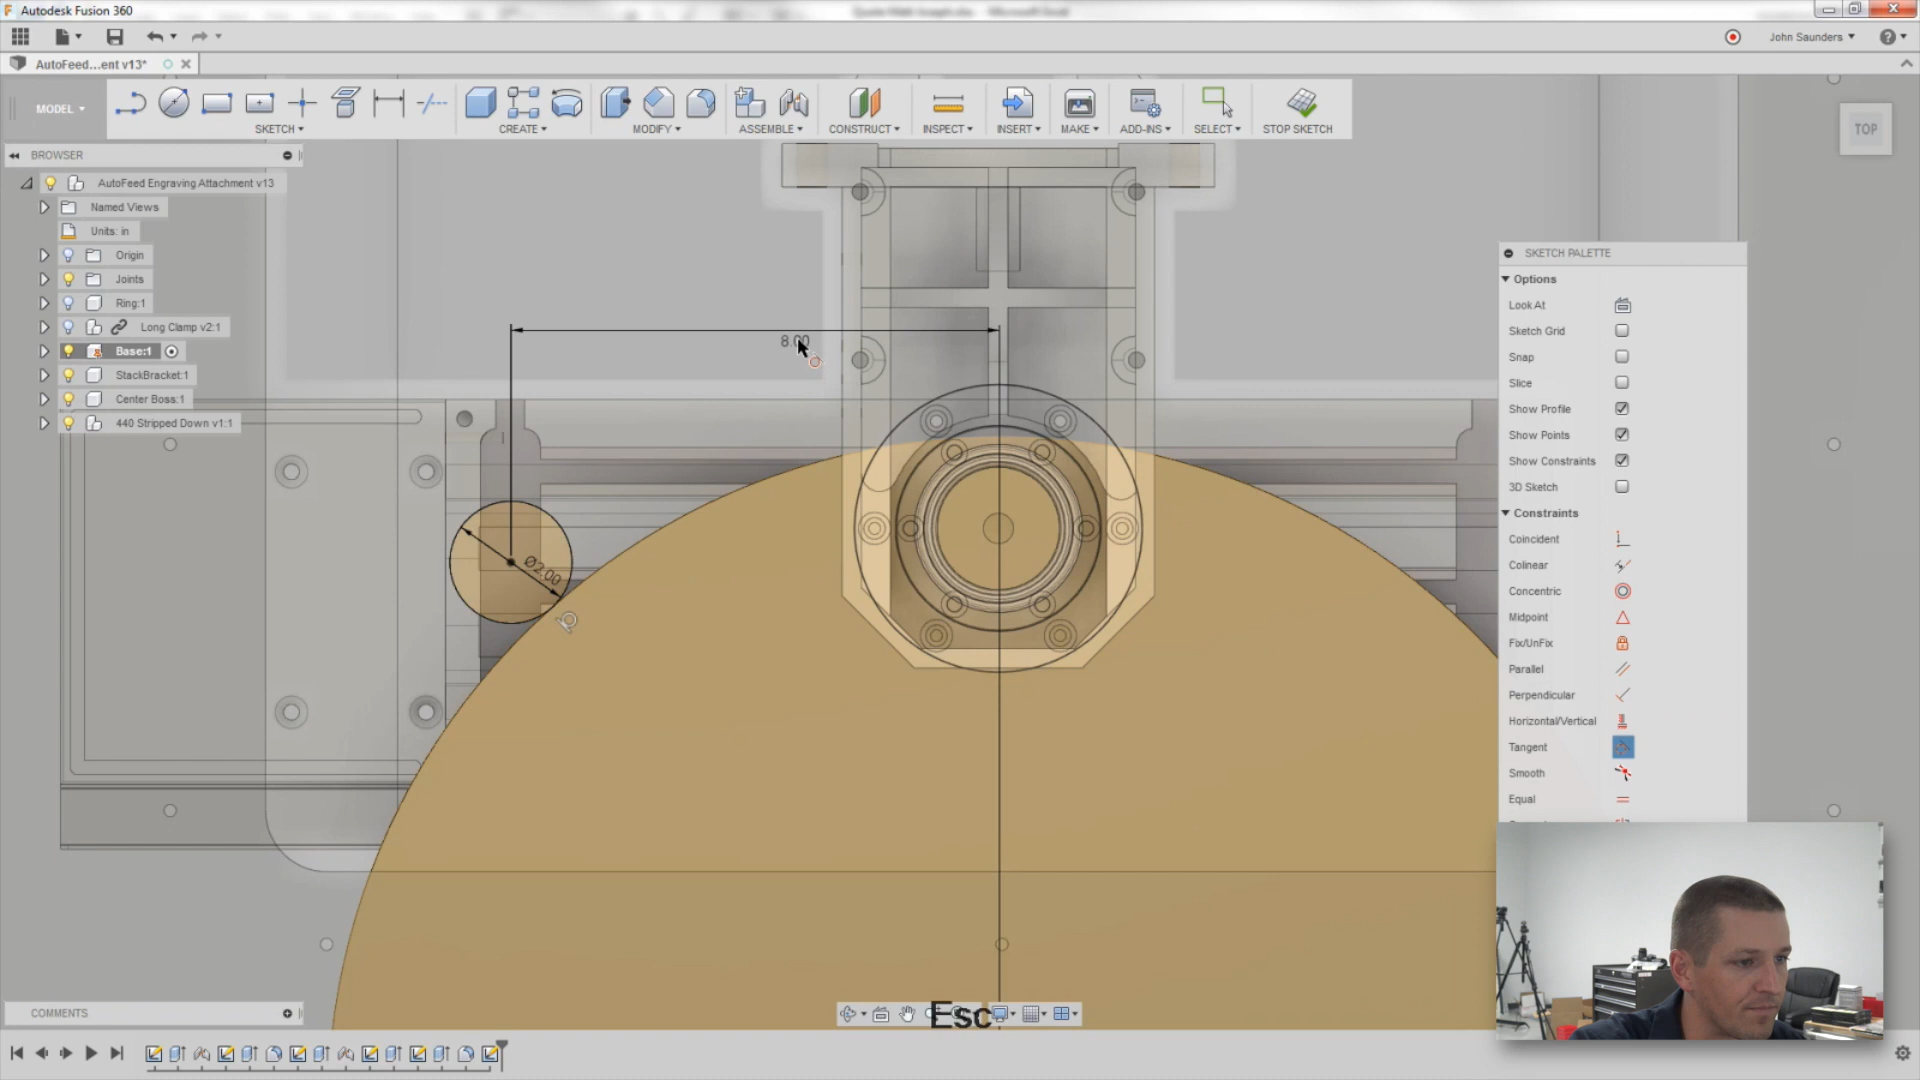 Autodesk Fusion 360
John Saunders
AutoFeed...ent v13*
MODEL
SKETCH
CREATE
MODIFY
ASSEMBLE
CONSTRUCT
INSPECT
INSERT
MAKE
ADD-INS
SELECT
STOP SKETCH
TOP
BROWSER
AutoFeed Engraving Attachment v13
Named Views
Units: in
Origin
Joints
Ring:1
Long Clamp v2:1
Base:1
StackBracket:1
Center Boss:1
440 Stripped Down v1:1
8.00
Ø2.00
SKETCH PALETTE
Options
Look At
Sketch Grid
Snap
Slice
Show Profile
Show Points
Show Constraints
3D Sketch
Constraints
Coincident
Colinear
Concentric
Midpoint
Fix/UnFix
Parallel
Perpendicular
Horizontal/Vertical
Tangent
Smooth
Equal
COMMENTS
Esc